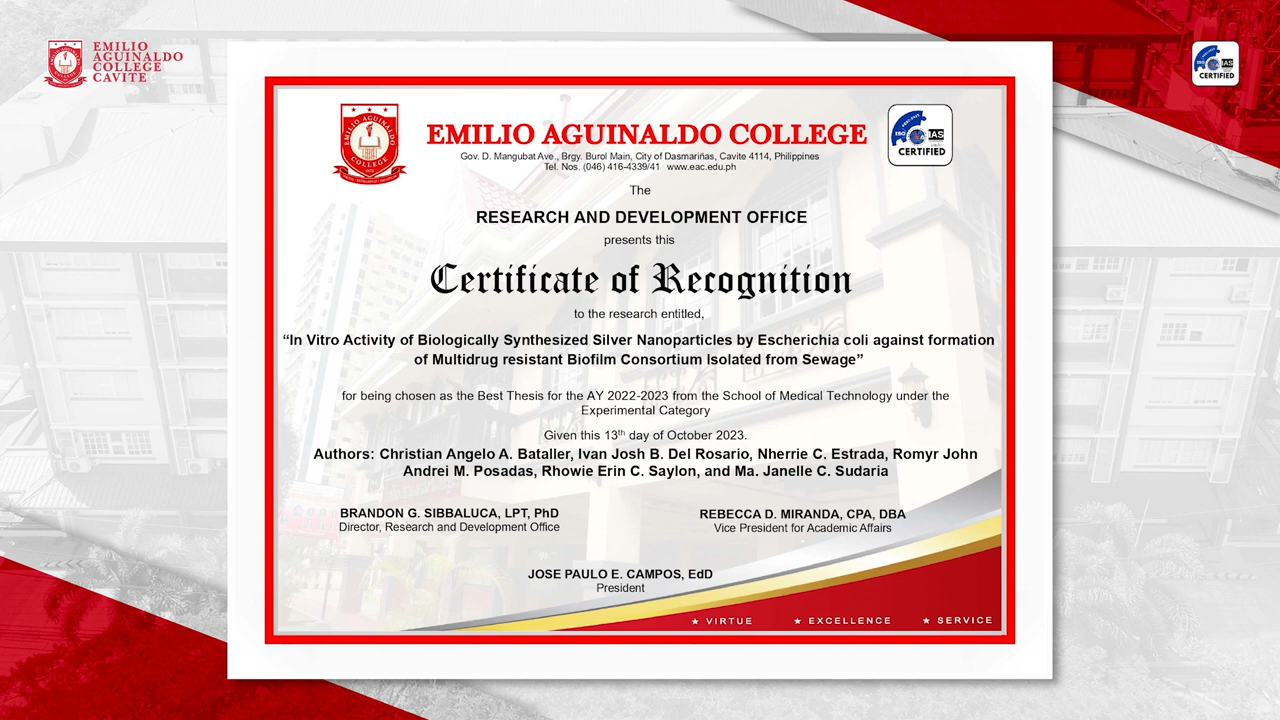 EMILIO
AGUINALDO
COLLEGE
CAVITE
CERTIFIED
EMILIO AGUINALDO COLLEGE
EMILIO AGUINALDO COLLEGE
Gov. D. Mangubat Ave., Brgy. Burol Main, City of Dasmariñas, Cavite 4114, Philippines
Tel. Nos. (046) 416-4339/41 www.eac.edu.ph
ISO IAS
CERTIFIED
The
RESEARCH AND DEVELOPMENT OFFICE
presents this
Certificate of Recognition
to the research entitled,
“In Vitro Activity of Biologically Synthesized Silver Nanoparticles by Escherichia coli against formation
of Multidrug resistant Biofilm Consortium Isolated from Sewage”
for being chosen as the Best Thesis for the AY 2022-2023 from the School of Medical Technology under the
Experimental Category
Given this 13th day of October 2023.
Authors: Christian Angelo A. Bataller, Ivan Josh B. Del Rosario, Nherrie C. Estrada, Romyr John
Andrei M. Posadas, Rhowie Erin C. Saylon, and Ma. Janelle C. Sudaria
BRANDON G. SIBBALUCA, LPT, PhD
Director, Research and Development Office
REBECCA D. MIRANDA, CPA, DBA
Vice President for Academic Affairs
JOSE PAULO E. CAMPOS, EdD
President
★ VIRTUE ★ EXCELLENCE ★ SERVICE